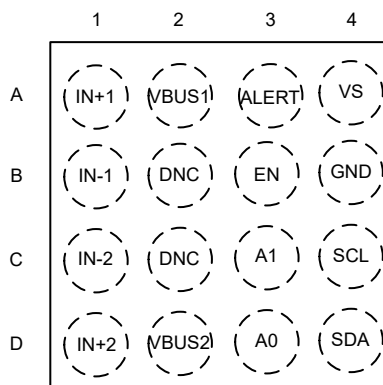 1 2 3 4
A IN+1 VBUS1 ALERT VS
B IN-1 DNC EN GND
C IN-2 DNC A1 SCL
D IN+2 VBUS2 A0 SDA